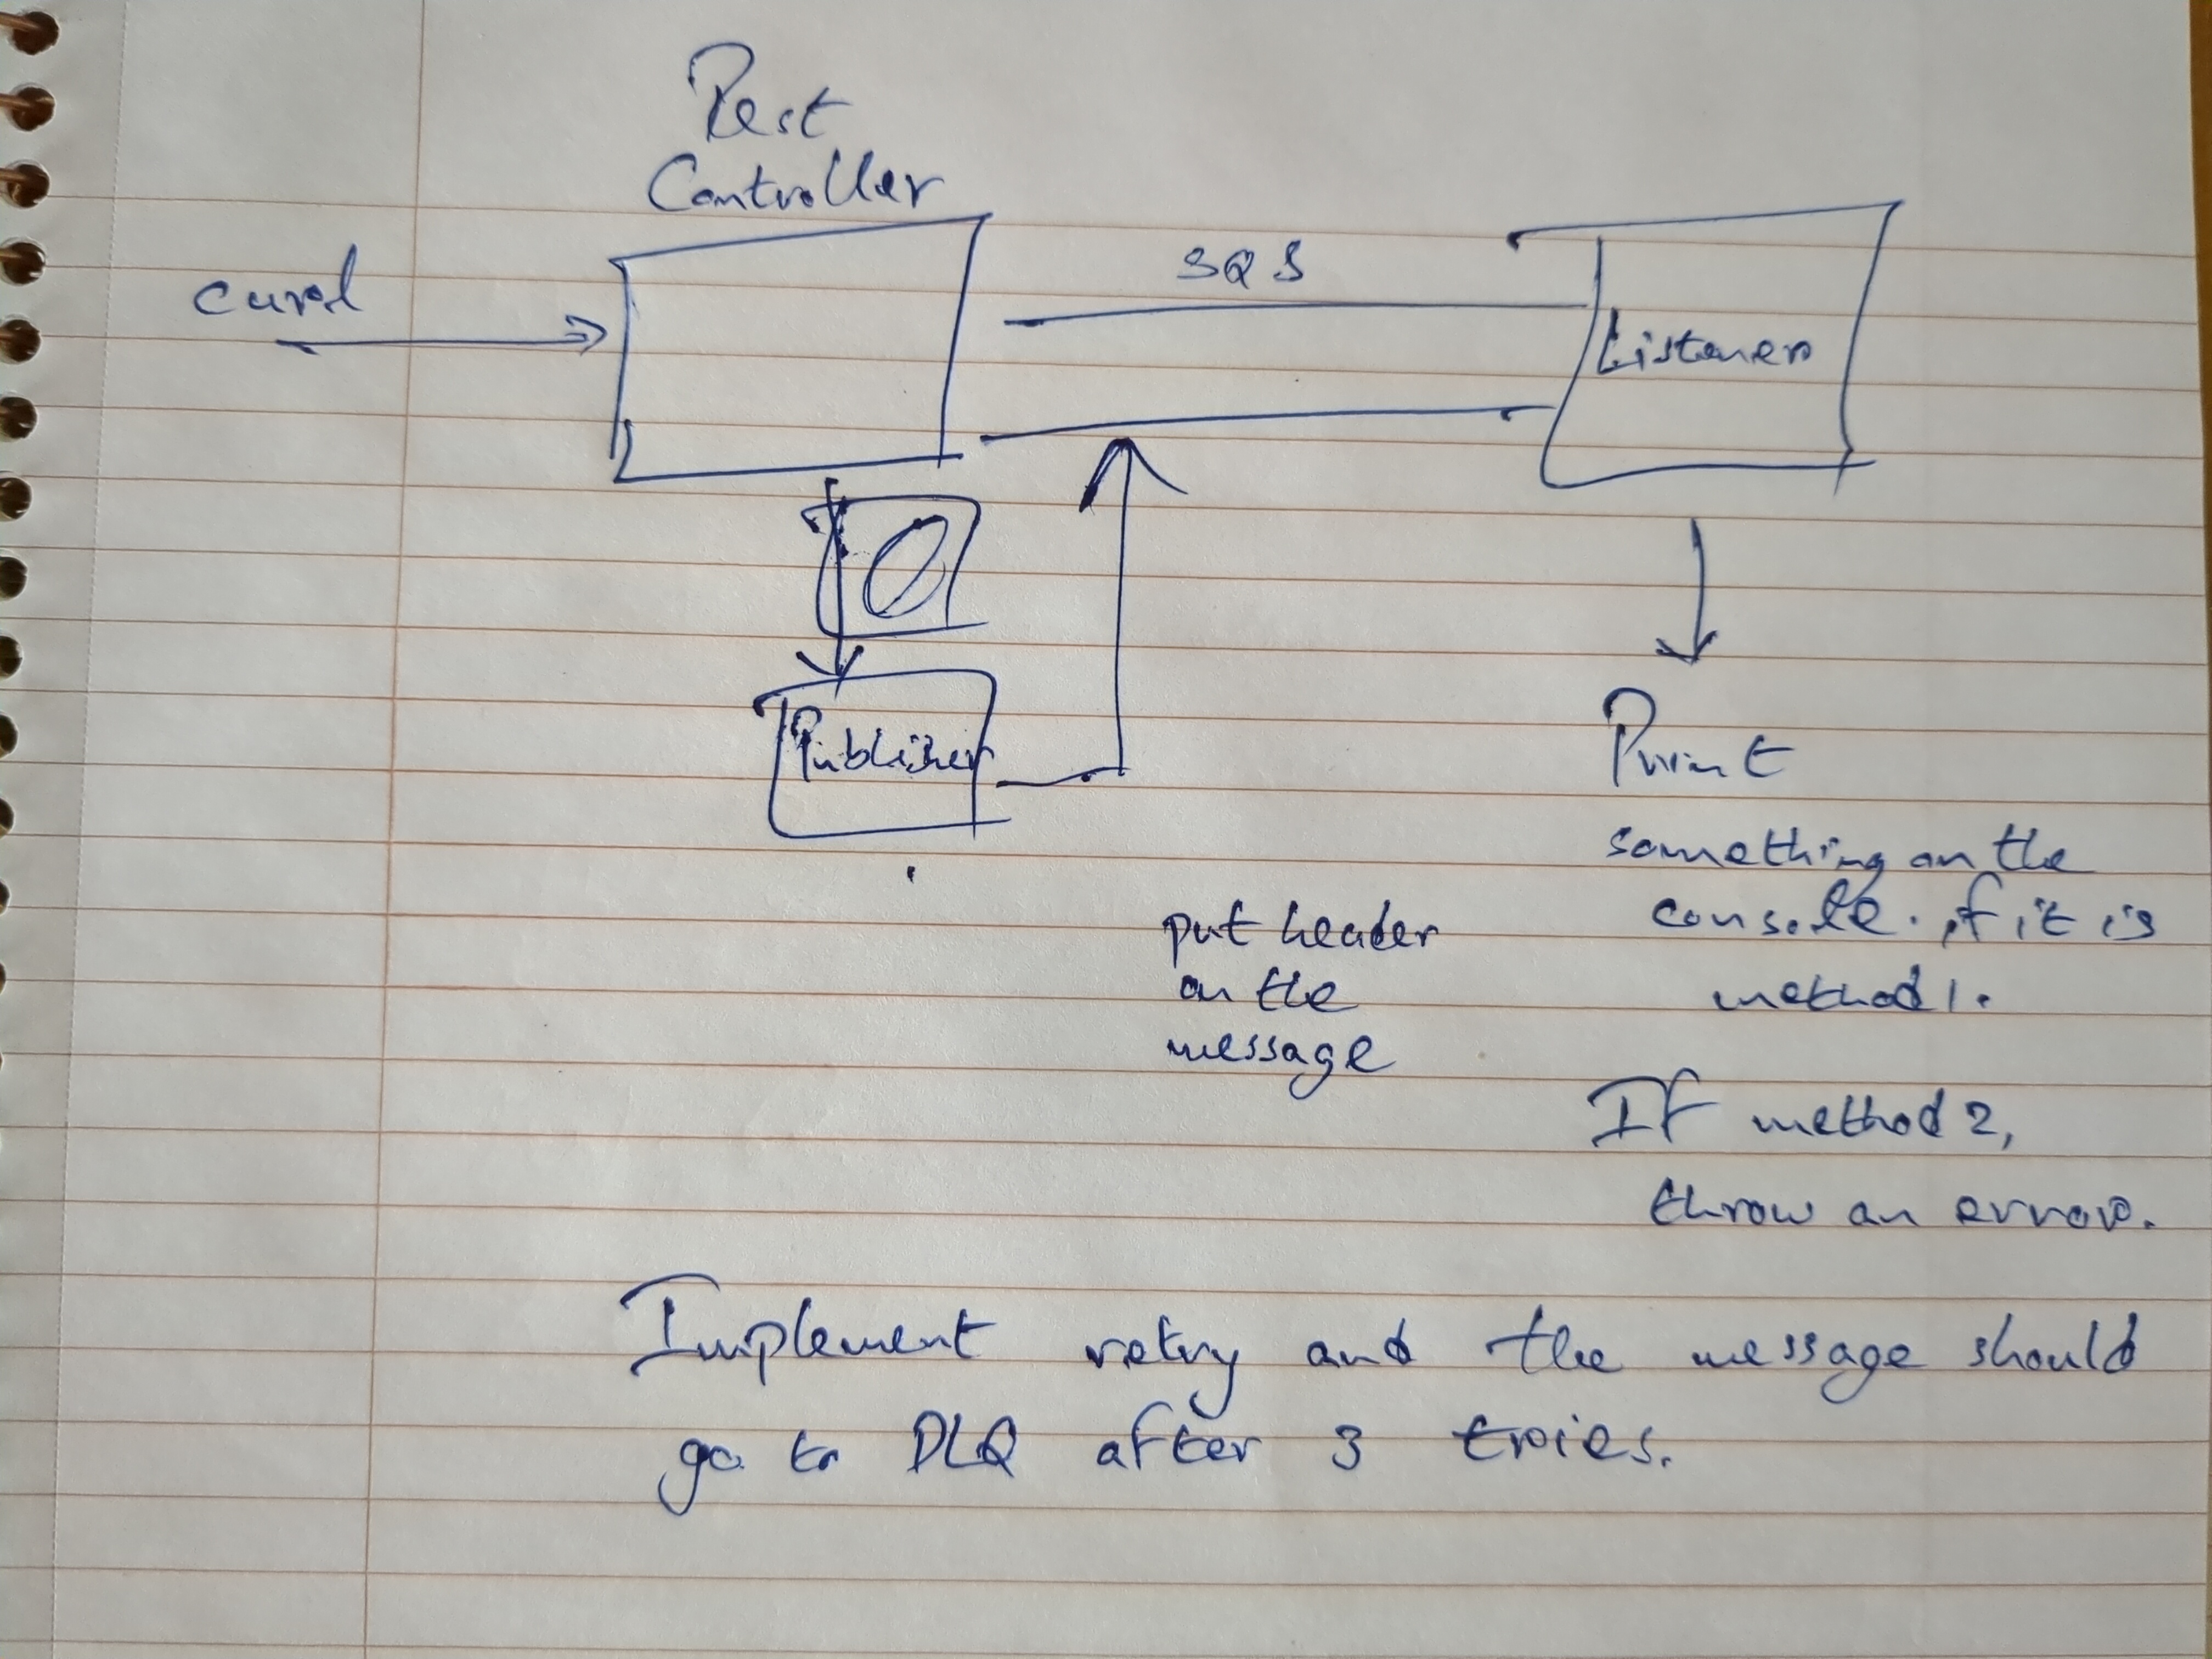 Rest
Controller
curl
SQS
Listener
Publisher
Print
something on the
console. if it is
method 1.
put header
on the
message
If method 2,
throw an error.
Implement retry and the message should
go to DLQ after 3 tries.